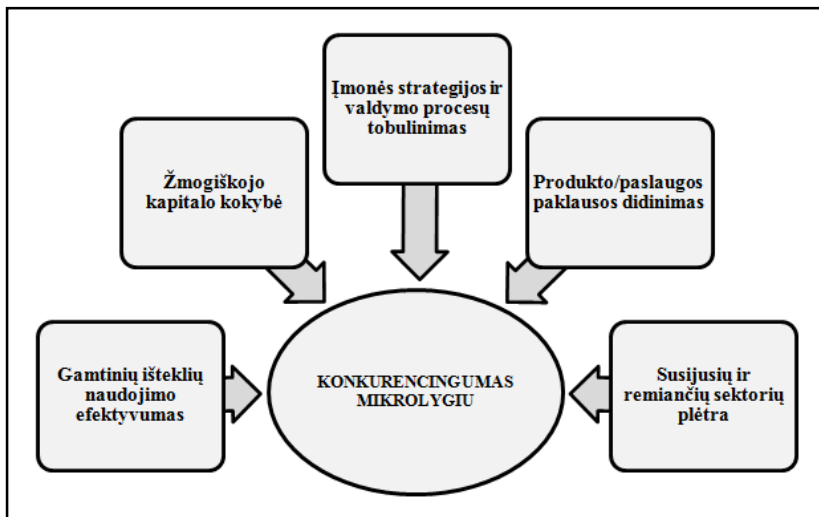 Įmonės strategijos ir
valdymo procesų
tobulinimas
Žmogiškojo
kapitalo kokybė
Produkto/paslaugos
paklausos didinimas
Gamtinių išteklių
naudojimo
efektyvumas
KONKURENCINGUMAS
MIKROLYGIU
Susijusių ir
remiančių sektorių
plėtra